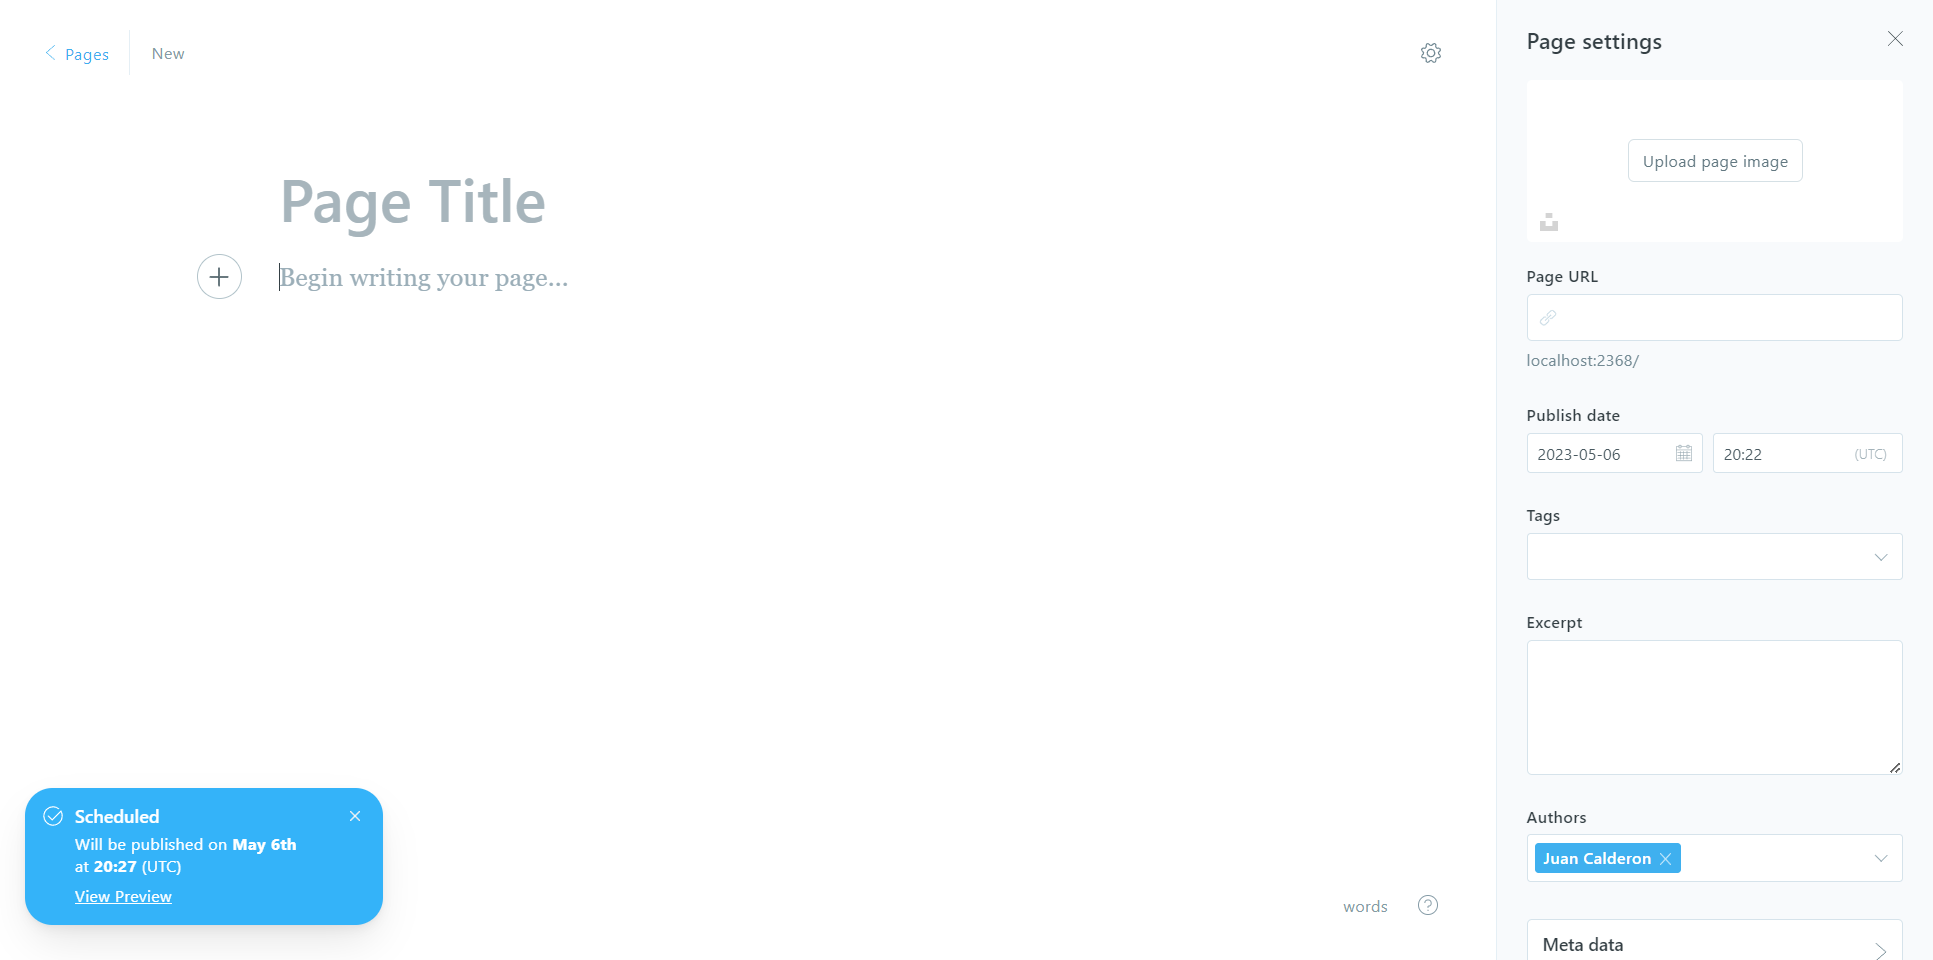 Pages
New
Page Title
Begin writing your page...
Scheduled
Will be published on May 6th
at 20:27 (UTC)
View Preview
words
?
Page settings
Upload page image
Page URL
localhost:2368/
Publish date
2023-05-06
20:22 (UTC)
Tags
Excerpt
Authors
Juan Calderon
Meta data